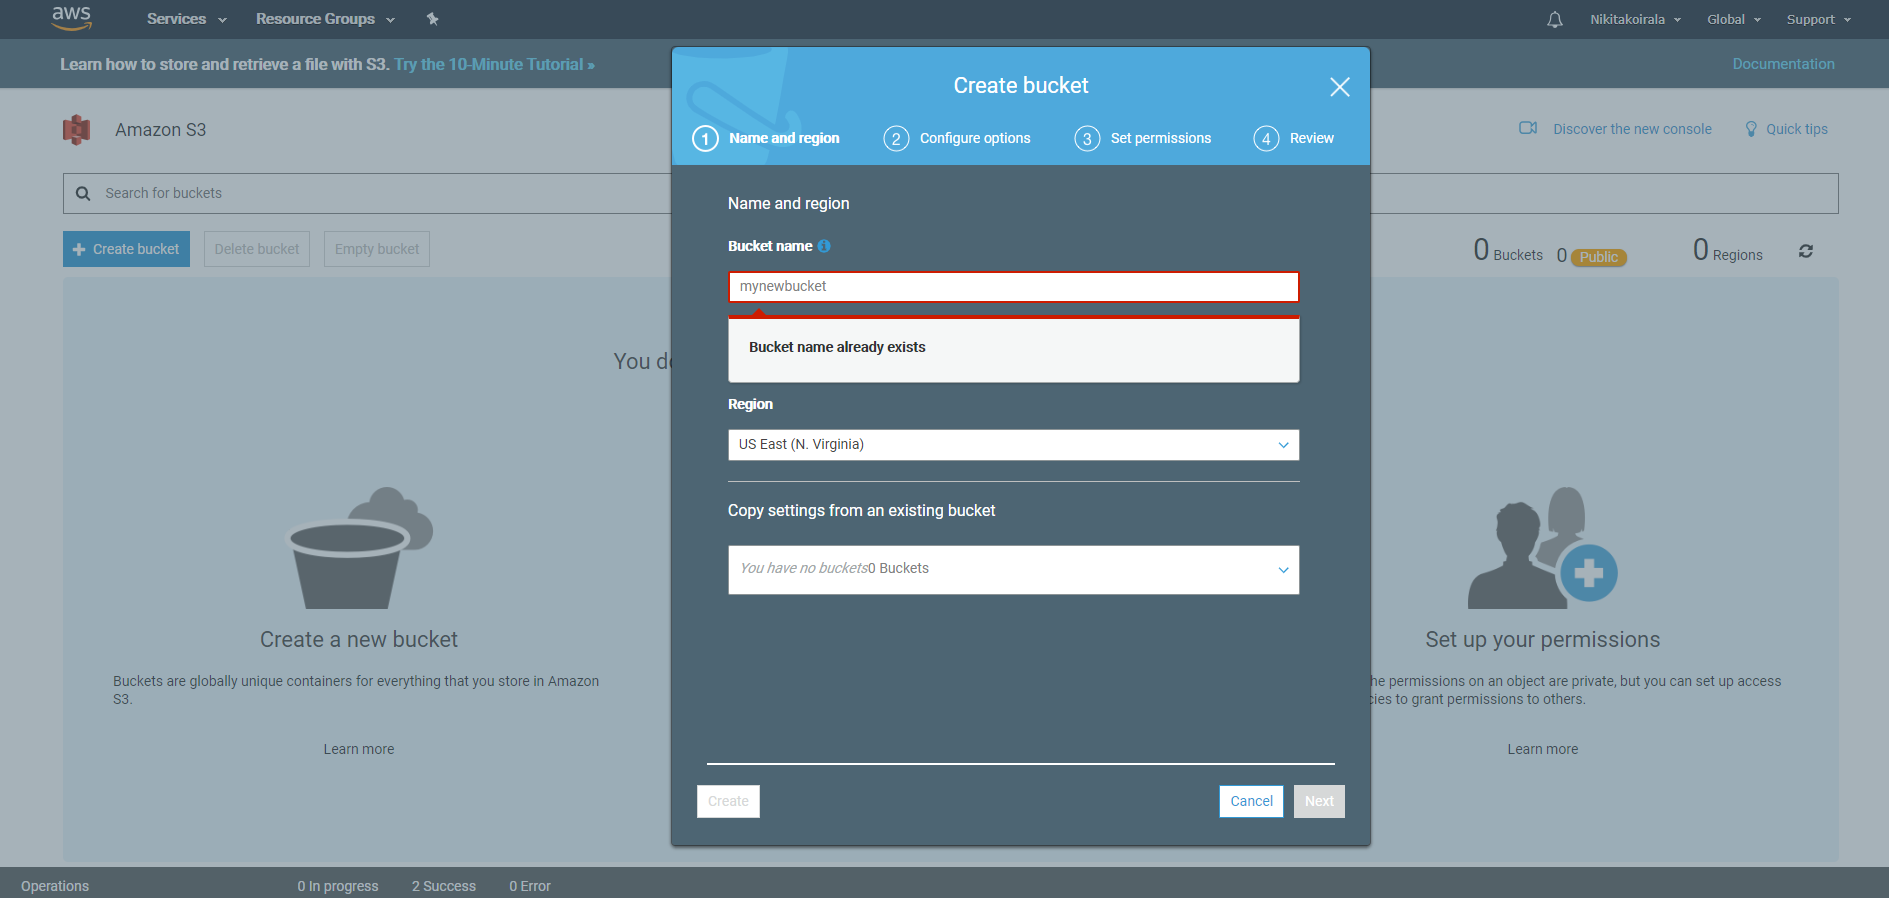 aws Services Resource Groups Nikitakoirala Global Support
Learn how to store and retrieve a file with S3. Try the 10-Minute Tutorial » Documentation
Amazon S3 Discover the new console Quick tips
Search for buckets
Create bucket Delete bucket Empty bucket 0 Buckets 0 Public 0 Regions
You
Create a new bucket
Buckets are globally unique containers for everything that you store in Amazon
S3.
Learn more
Create bucket
1 Name and region 2 Configure options 3 Set permissions 4 Review
Name and region
Bucket name
mynewbucket
Bucket name already exists
Region
US East (N. Virginia)
Copy settings from an existing bucket
You have no buckets0 Buckets
Create Cancel Next
Set up your permissions
permissions on an object are private, but you can set up access
to grant permissions to others.
Learn more
Operations 0 In progress 2 Success 0 Error